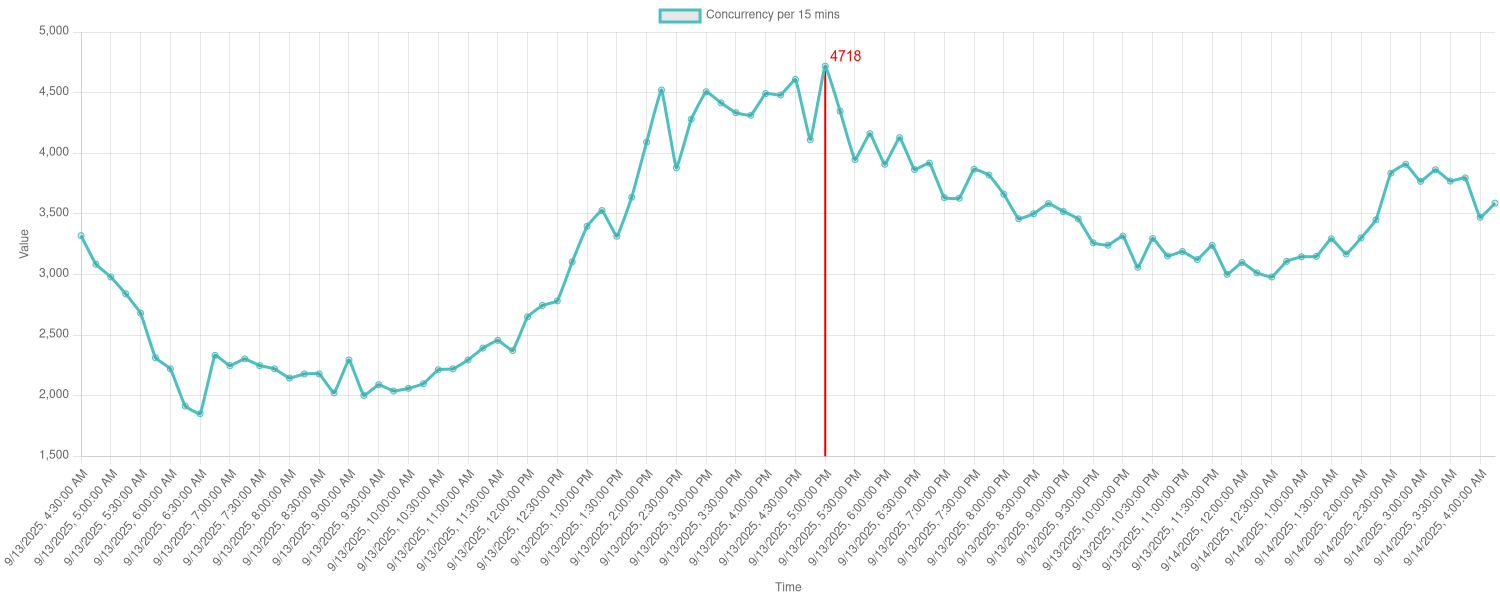 Concurrency per 15 mins
5,000
4718
4,500
4,000
3,500
Value
3,000
2,500
2,000
1,500
9/13/2025, 4:30:00 AM
9/13/2025, 5:00:00 AM
9/13/2025, 5:30:00 AM
9/13/2025, 6:00:00 AM
9/13/2025, 6:30:00 AM
9/13/2025, 7:00:00 AM
9/13/2025, 7:30:00 AM
9/13/2025, 8:00:00 AM
9/13/2025, 8:30:00 AM
9/13/2025, 9:00:00 AM
9/13/2025, 9:30:00 AM
9/13/2025, 10:00:00 AM
9/13/2025, 10:30:00 AM
9/13/2025, 11:00:00 AM
9/13/2025, 11:30:00 AM
9/13/2025, 12:00:00 PM
9/13/2025, 12:30:00 PM
9/13/2025, 1:00:00 PM
9/13/2025, 1:30:00 PM
9/13/2025, 2:00:00 PM
9/13/2025, 2:30:00 PM
9/13/2025, 3:00:00 PM
9/13/2025, 3:30:00 PM
9/13/2025, 4:00:00 PM
9/13/2025, 4:30:00 PM
9/13/2025, 5:00:00 PM
9/13/2025, 5:30:00 PM
9/13/2025, 6:00:00 PM
9/13/2025, 6:30:00 PM
9/13/2025, 7:00:00 PM
9/13/2025, 7:30:00 PM
9/13/2025, 8:00:00 PM
9/13/2025, 8:30:00 PM
9/13/2025, 9:00:00 PM
9/13/2025, 9:30:00 PM
9/13/2025, 10:00:00 PM
9/13/2025, 10:30:00 PM
9/13/2025, 11:00:00 PM
9/13/2025, 11:30:00 PM
9/14/2025, 12:00:00 AM
9/14/2025, 12:30:00 AM
9/14/2025, 1:00:00 AM
9/14/2025, 1:30:00 AM
9/14/2025, 2:00:00 AM
9/14/2025, 2:30:00 AM
9/14/2025, 3:00:00 AM
9/14/2025, 3:30:00 AM
9/14/2025, 4:00:00 AM
Time